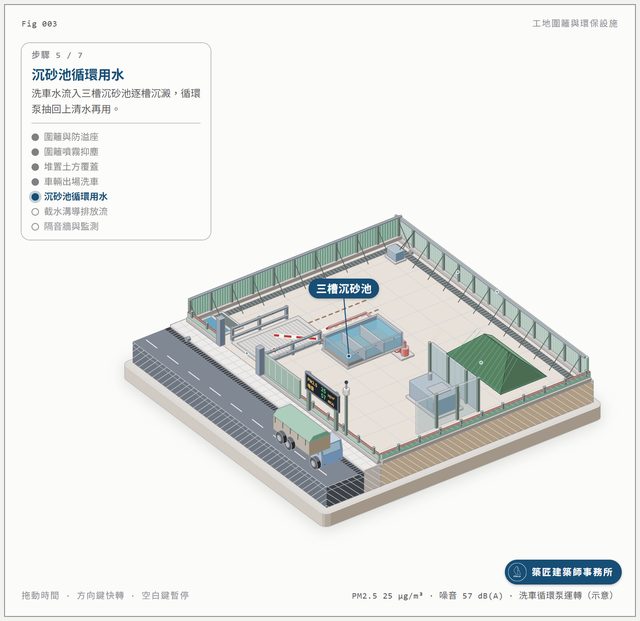 Fig 003
工地圍籬與環保設施
步驟 5 / 7
沉砂池循環用水
洗車水流入三槽沉砂池逐槽沉澱，循環
泵抽回上清水再用。
圍籬與防溢座
圍籬噴霧抑塵
堆置土方覆蓋
車輛出場洗車
沉砂池循環用水
截水溝導排放流
隔音牆與監測
三槽沉砂池
築匠建築師事務所
拖動時間 · 方向鍵快轉 · 空白鍵暫停
PM2.5 25 μg/m³ · 噪音 57 dB(A) · 洗車循環泵運轉（示意）